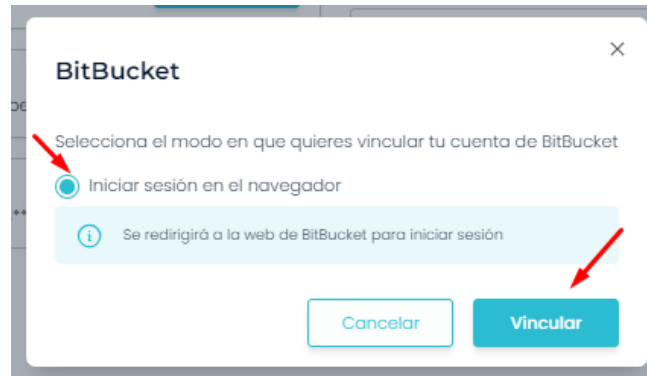 BitBucket
Selecciona el modo en que quieres vincular tu cuenta de BitBucket
Iniciar sesión en el navegador
Se redirigirá a la web de BitBucket para iniciar sesión
Cancelar
Vincular